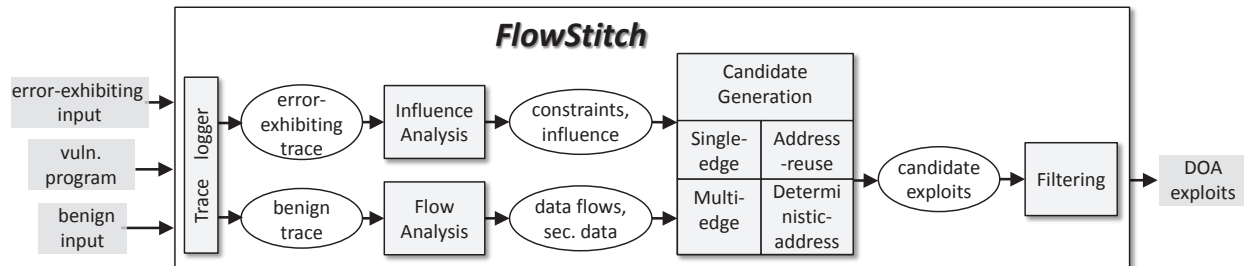 FlowStitch
error-exhibiting
input
vuln.
program
benign
input
Trace logger
error-
exhibiting
trace
Influence
Analysis
constraints,
influence
benign
trace
Flow
Analysis
data flows,
sec. data
Candidate
Generation
Single-
edge
Address
-reuse
Multi-
edge
Determi
nistic-
address
candidate
exploits
Filtering
DOA
exploits